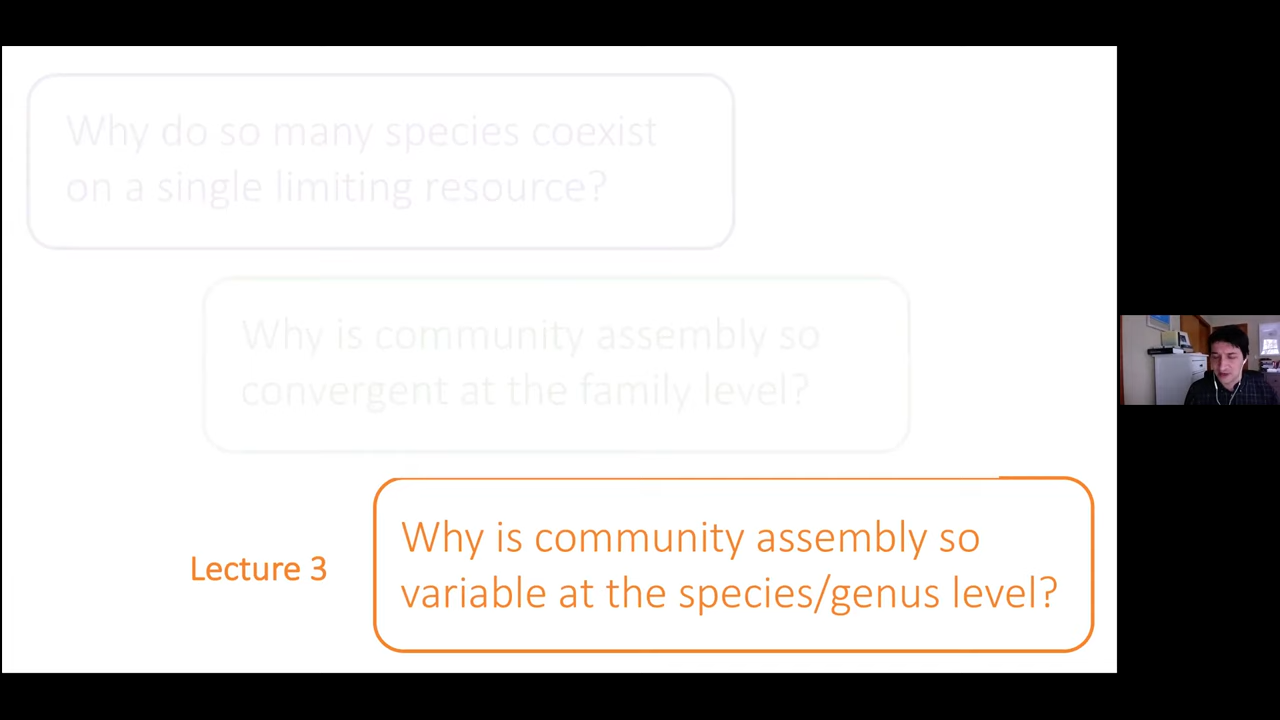 Why do so many species coexist
on a single limiting resource?
Why is community assembly so
convergent at the family level?
Lecture 3
Why is community assembly so
variable at the species/genus level?